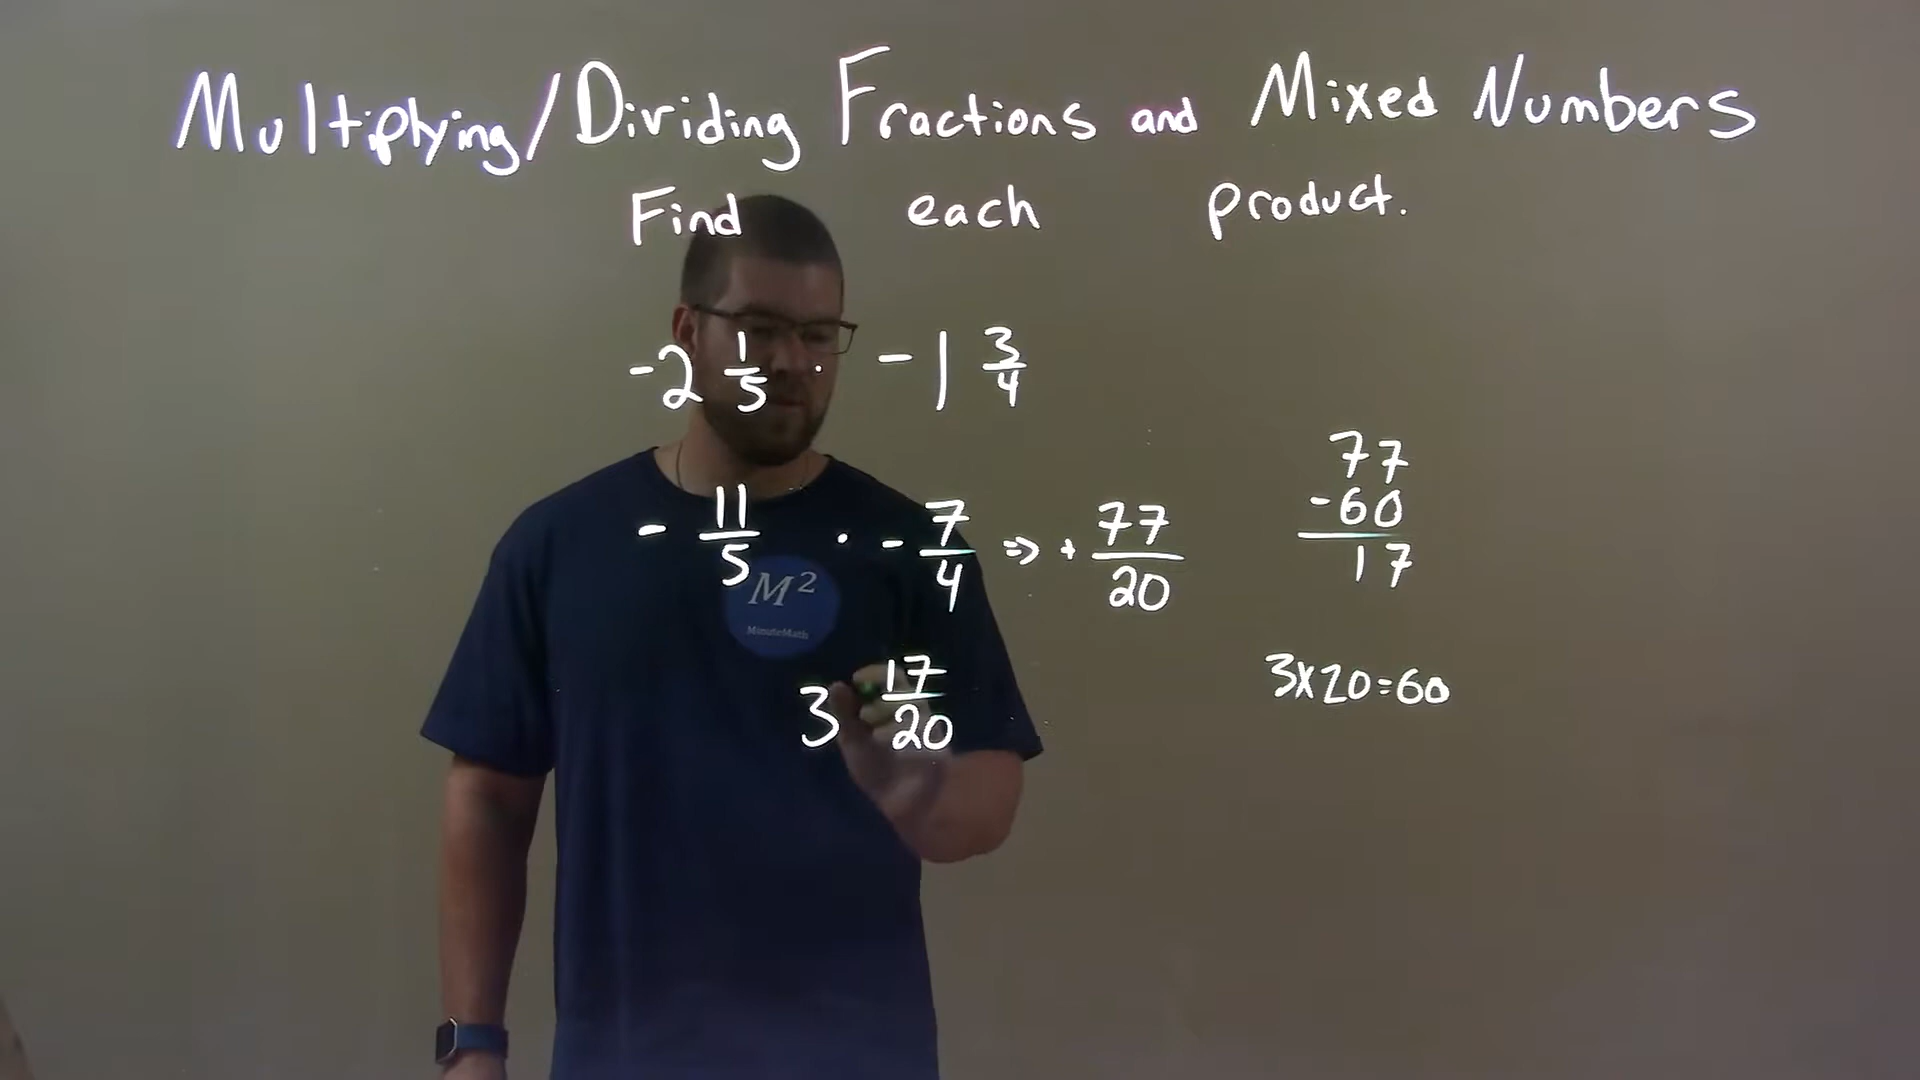 Multiplying/Dividing Fractions and Mixed Numbers
Find each product.
-2 1/5 · -1 3/4
- 11/5 · - 7/4 => + 77/20
77
-60
17
M²
MinuteMath
3 17/20
3x20=60